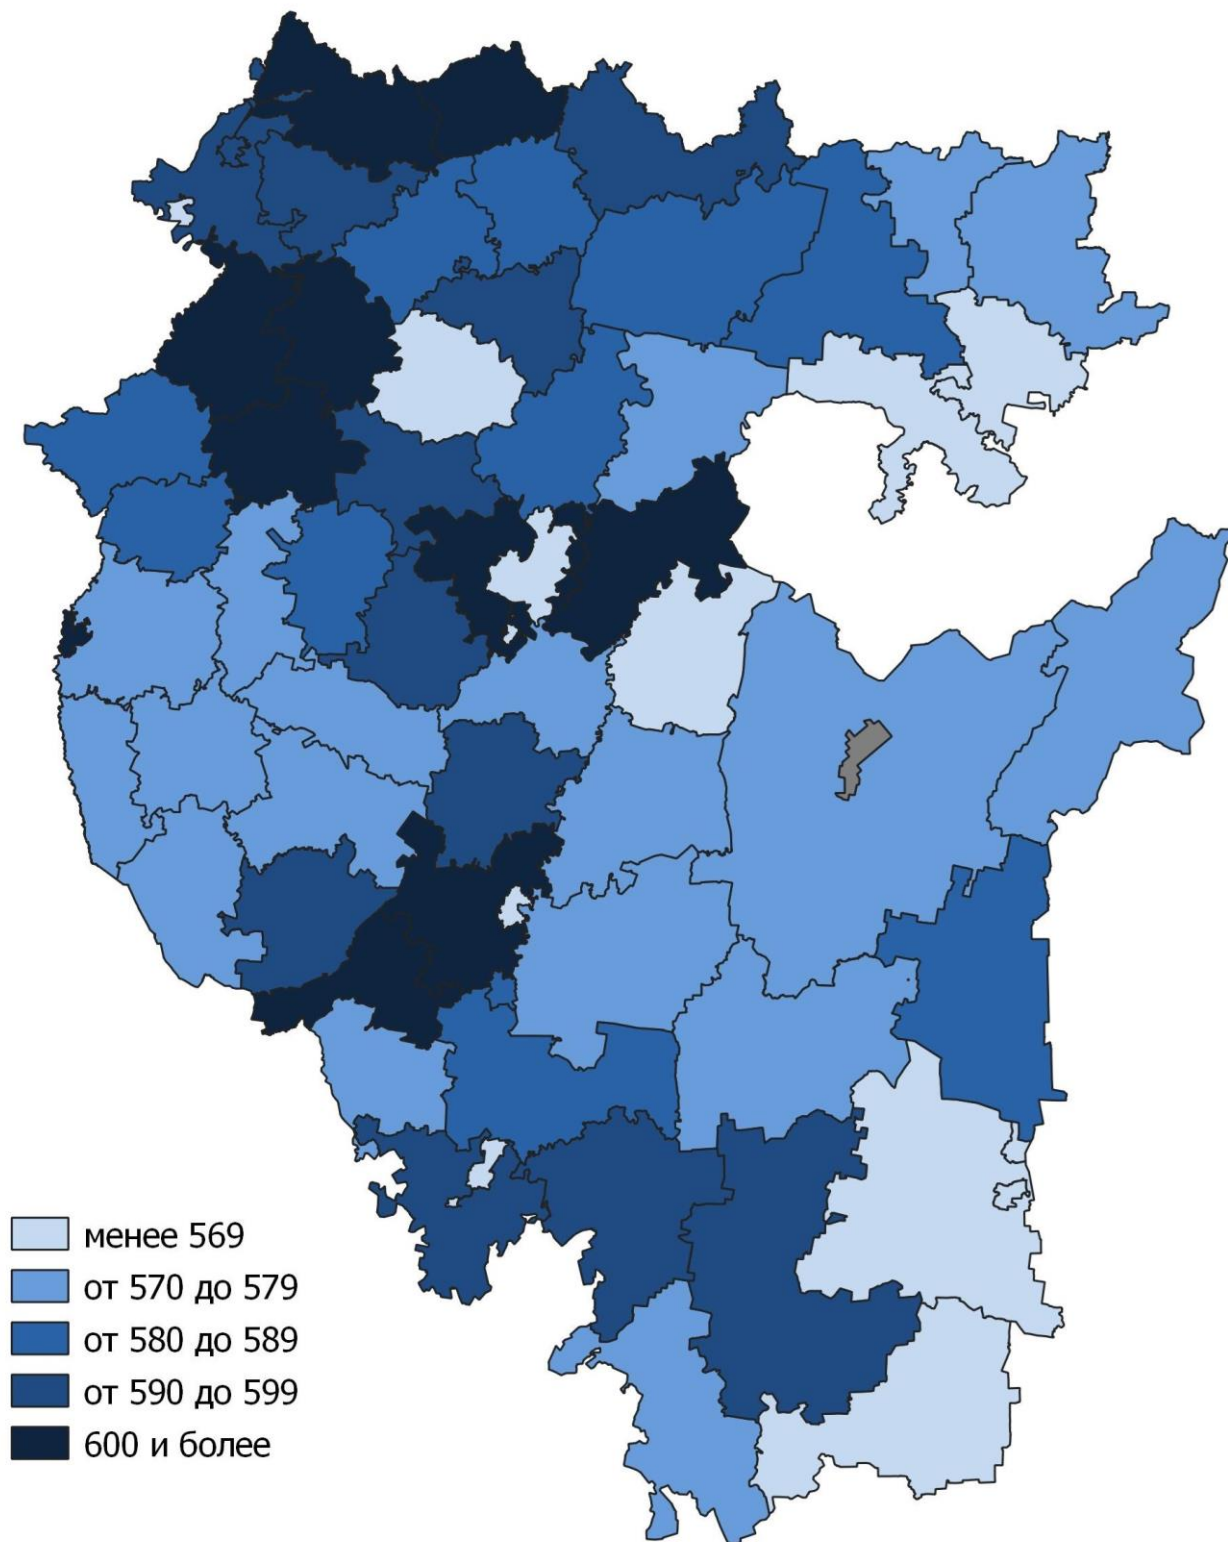 менее 569
от 570 до 579
от 580 до 589
от 590 до 599
600 и более